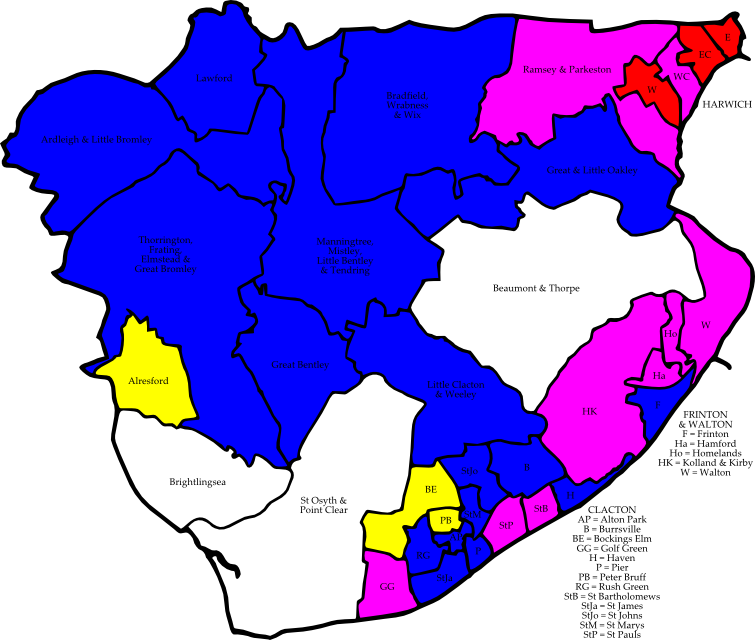 Lawford
Ramsey & Parkeston
E
EC
WC
W
HARWICH
Bradfield,
Wrabness
& Wix
Ardleigh & Little Bromley
Great & Little Oakley
Thorrington,
Frating,
Elmstead &
Great Bromley
Manningtree,
Mistley,
Little Bentley
& Tendring
Beaumont & Thorpe
W
Ho
Ha
Great Bentley
Alresford
Little Clacton
& Weeley
F
HK
FRINTON
& WALTON
F = Frinton
Ha = Hamford
Ho = Homelands
HK = Kolland & Kirby
W = Walton
Brightlingsea
St Osyth &
Point Clear
BE
StJo
B
H
StB
StM
PB
StP
AP
RG
P
StJa
GG
CLACTON
AP = Alton Park
B = Burrsville
BE = Bockings Elm
GG = Golf Green
H = Haven
P = Pier
PB = Peter Bruff
RG = Rush Green
StB = St Bartholomews
StJa = St James
StJo = St Johns
StM = St Marys
StP = St Pauls